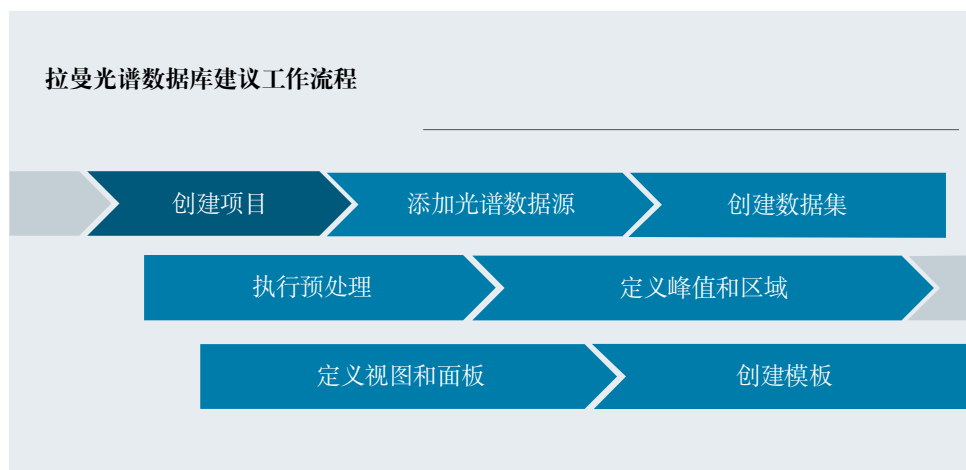 拉曼光谱数据库建议工作流程
创建项目
添加光谱数据源
创建数据集
执行预处理
定义峰值和区域
定义视图和面板
创建模板